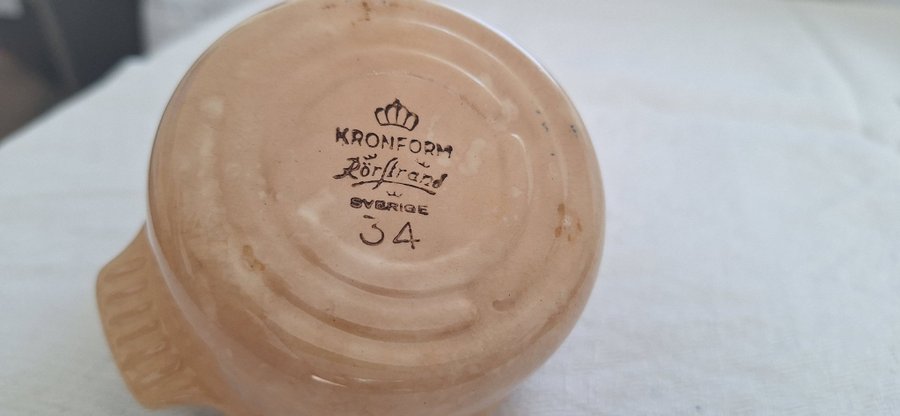 KRONFORM
Rörstrand
SVERIGE
34